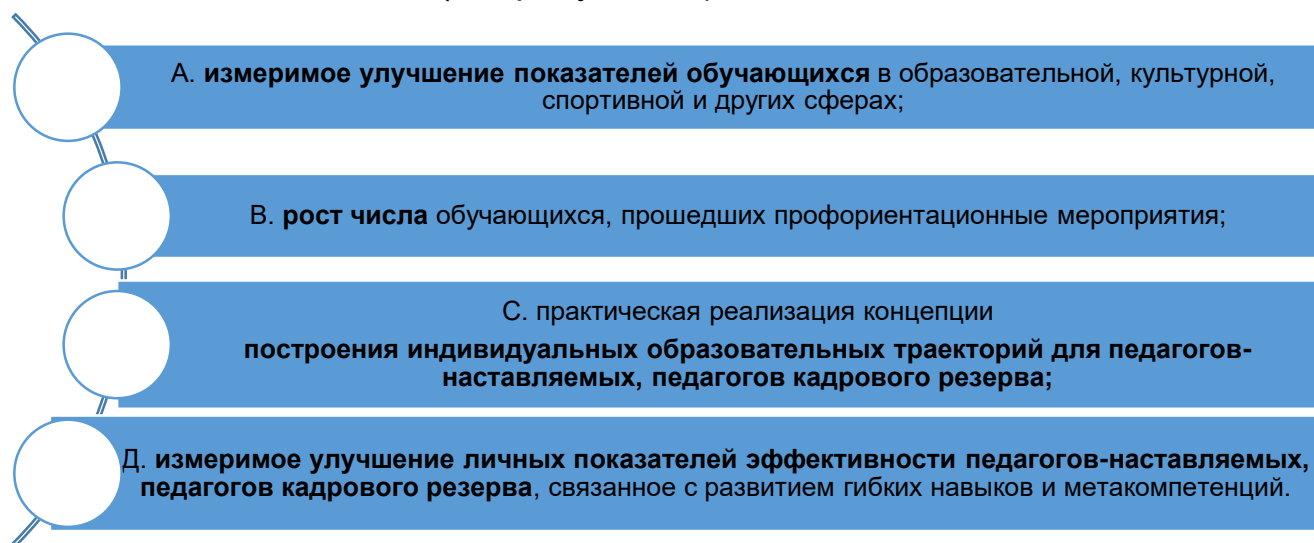 А. измеримое улучшение показателей обучающихся в образовательной, культурной,
спортивной и других сферах;
В. рост числа обучающихся, прошедших профориентационные мероприятия;
С. практическая реализация концепции
построения индивидуальных образовательных траекторий для педагогов-
наставляемых, педагогов кадрового резерва;
Д. измеримое улучшение личных показателей эффективности педагогов-наставляемых,
педагогов кадрового резерва, связанное с развитием гибких навыков и метакомпетенций.